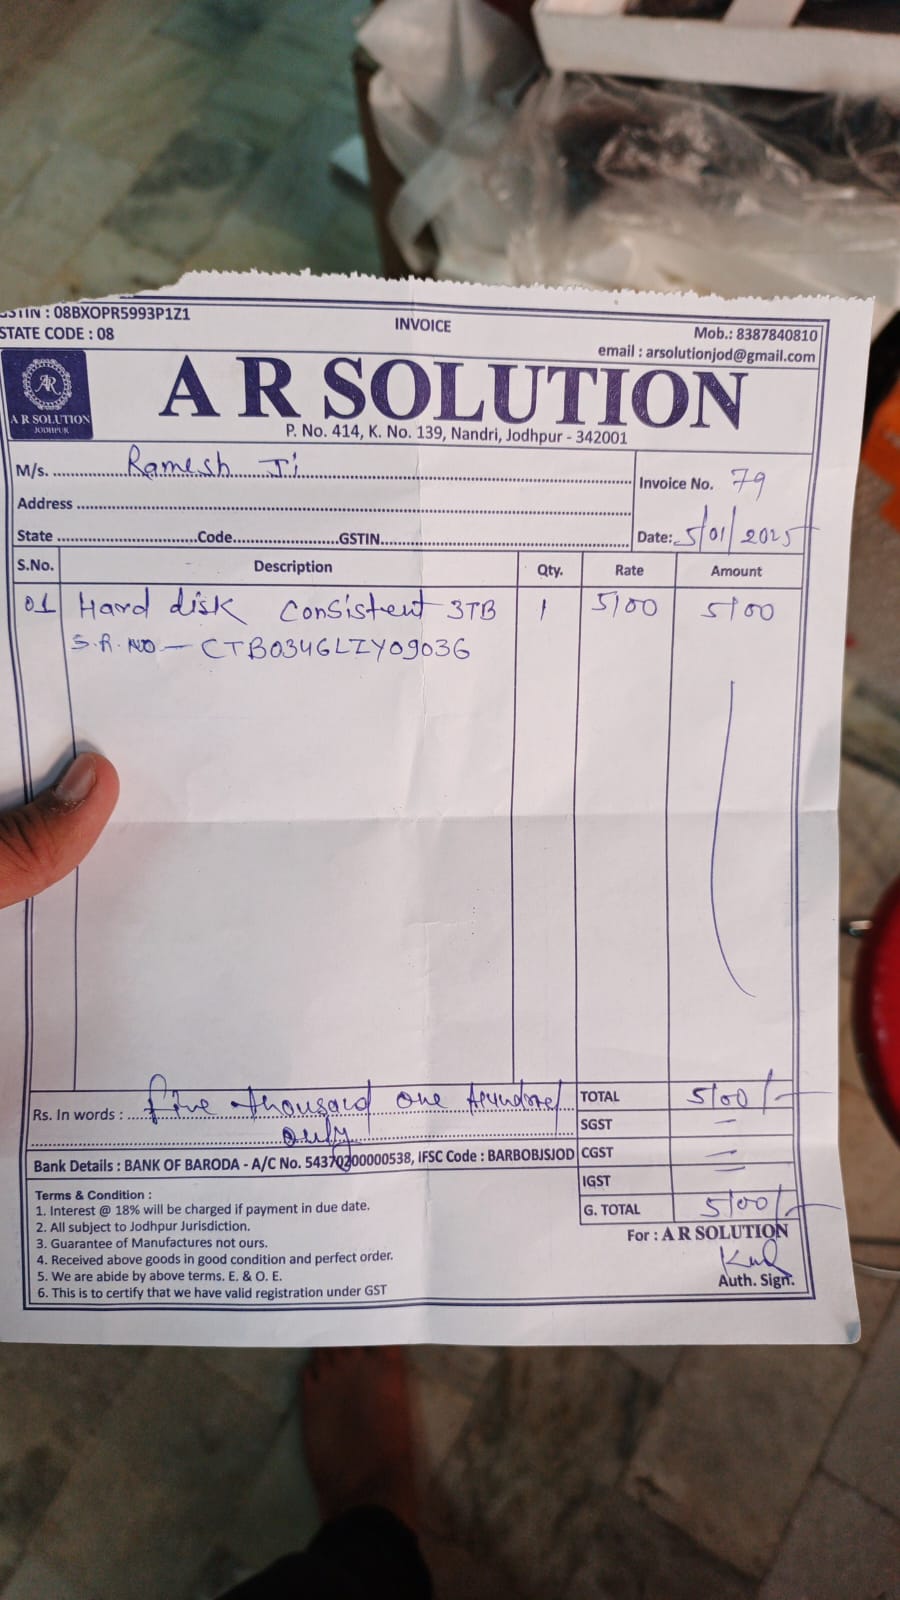 GSTIN : 08BXOPR5993P1Z1
STATE CODE : 08
INVOICE
Mob.: 8387840810
email : arsolutionjod@gmail.com
AR
A R SOLUTION
JODHPUR
A R SOLUTION
P. No. 414, K. No. 139, Nandri, Jodhpur - 342001
M/s. Ramesh Ji
Invoice No. 79
Address
State Code GSTIN
Date: 5/01/2025
S.No. Description Qty. Rate Amount
01 Hard disk Consistent 3TB 1 5100 5100
S.R. NO - CTB0346LZY09036
Rs. In words : five thousand one hundred
only
TOTAL 5100/-
SGST -
CGST =
IGST
G. TOTAL 5100/-
Bank Details : BANK OF BARODA - A/C No. 54370200000538, IFSC Code : BARBOBJSJOD
Terms & Condition :
1. Interest @ 18% will be charged if payment in due date.
2. All subject to Jodhpur Jurisdiction.
3. Guarantee of Manufactures not ours.
4. Received above goods in good condition and perfect order.
5. We are abide by above terms. E. & O. E.
6. This is to certify that we have valid registration under GST
For : A R SOLUTION
Auth. Sign.